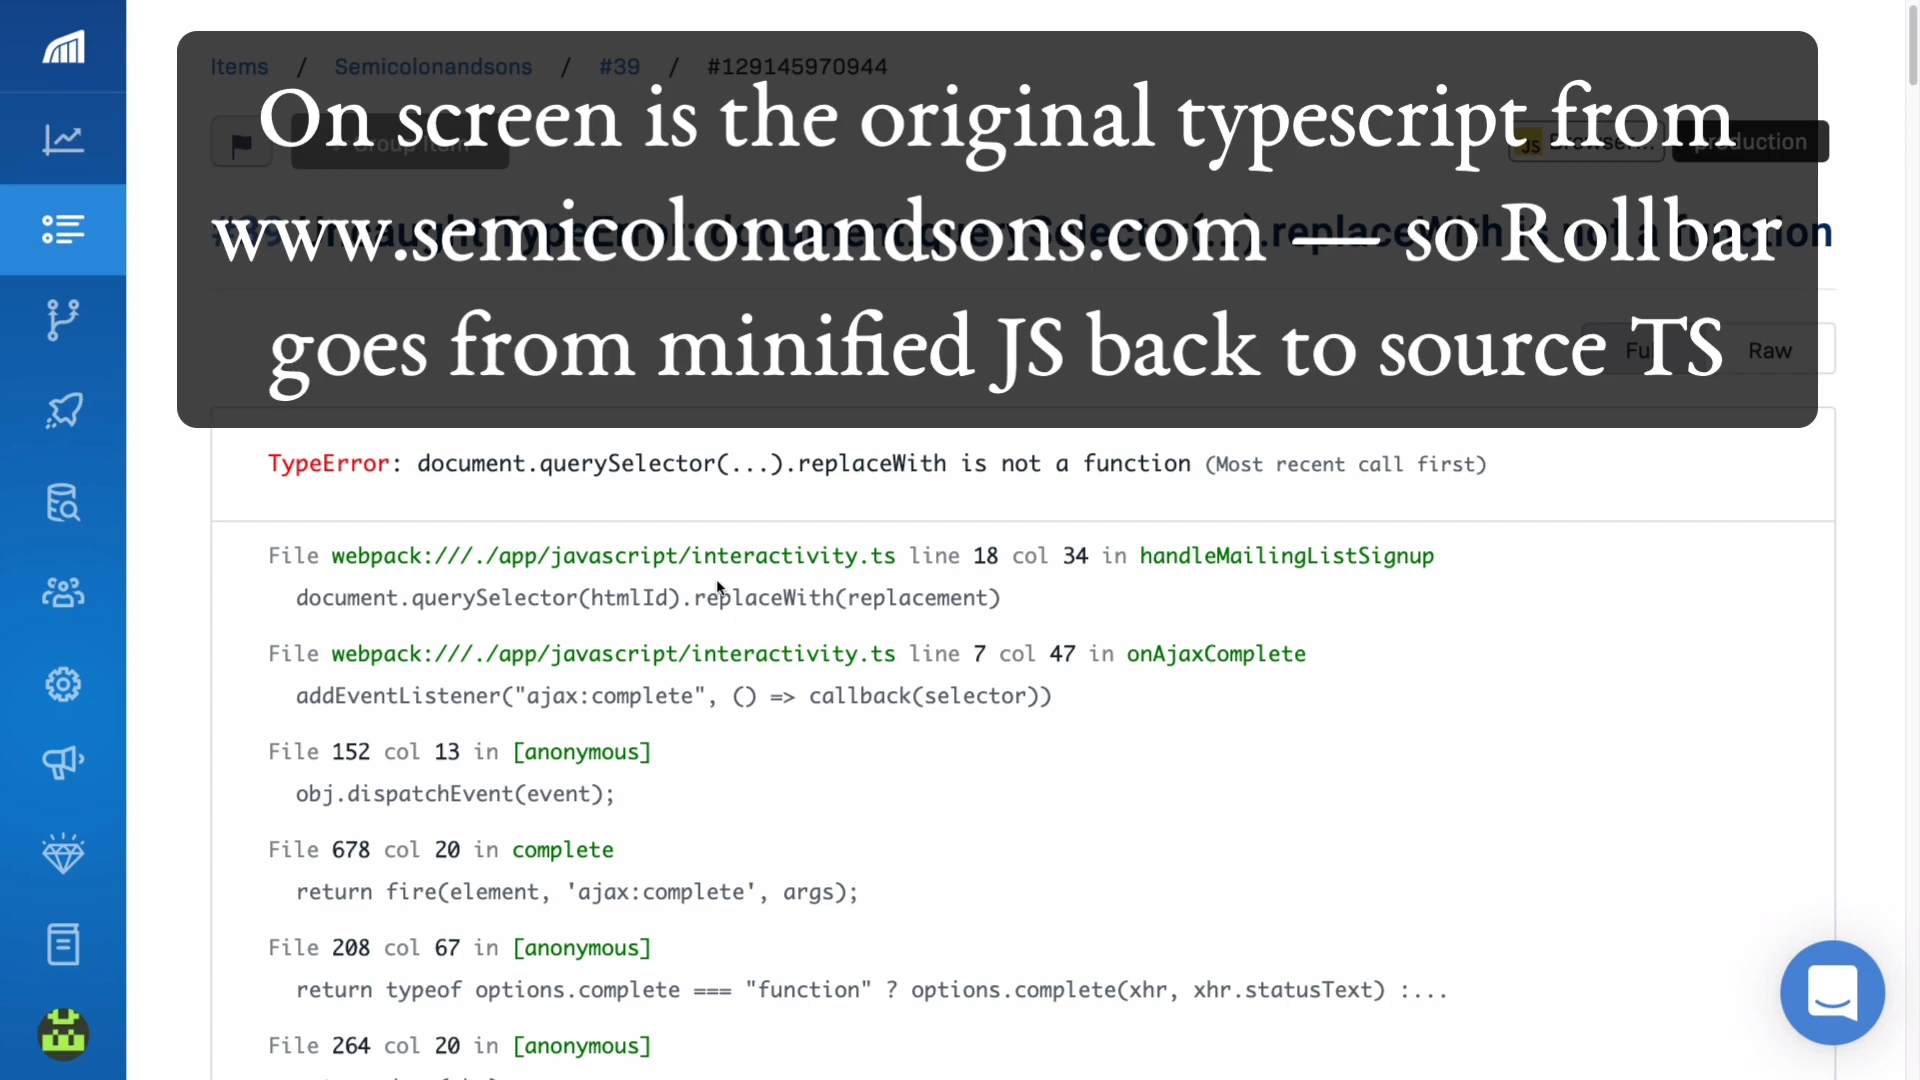 Items / Semicolonandsons / #39 / #129145970944
On screen is the original typescript from
www.semicolonandsons.com — so Rollbar
goes from minified JS back to source TS
production
Raw
TypeError: document.querySelector(...).replaceWith is not a function (Most recent call first)
File webpack:///./app/javascript/interactivity.ts line 18 col 34 in handleMailingListSignup
document.querySelector(htmlId).replaceWith(replacement)
File webpack:///./app/javascript/interactivity.ts line 7 col 47 in onAjaxComplete
addEventListener("ajax:complete", () => callback(selector))
File 152 col 13 in [anonymous]
obj.dispatchEvent(event);
File 678 col 20 in complete
return fire(element, 'ajax:complete', args);
File 208 col 67 in [anonymous]
return typeof options.complete === "function" ? options.complete(xhr, xhr.statusText) :...
File 264 col 20 in [anonymous]